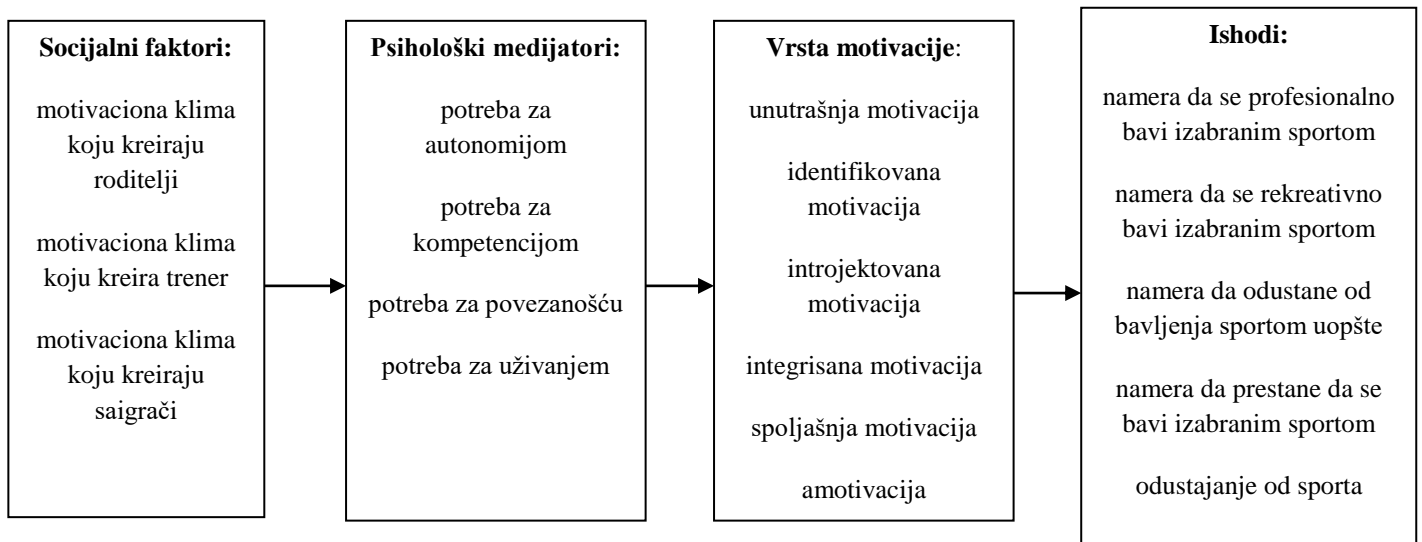 Socijalni faktori:
motivaciona klima
koju kreiraju
roditelji
motivaciona klima
koju kreira trener
motivaciona klima
koju kreiraju
saigrači
Psihološki medijatori:
potreba za
autonomijom
potreba za
kompetencijom
potreba za povezanošću
potreba za uživanjem
Vrsta motivacije:
unutrašnja motivacija
identifikovana
motivacija
introjektovana
motivacija
integrisana motivacija
spoljašnja motivacija
amotivacija
Ishodi:
namera da se profesionalno
bavi izabranim sportom
namera da se rekreativno
bavi izabranim sportom
namera da odustane od
bavljenja sportom uopšte
namera da prestane da se
bavi izabranim sportom
odustajanje od sporta